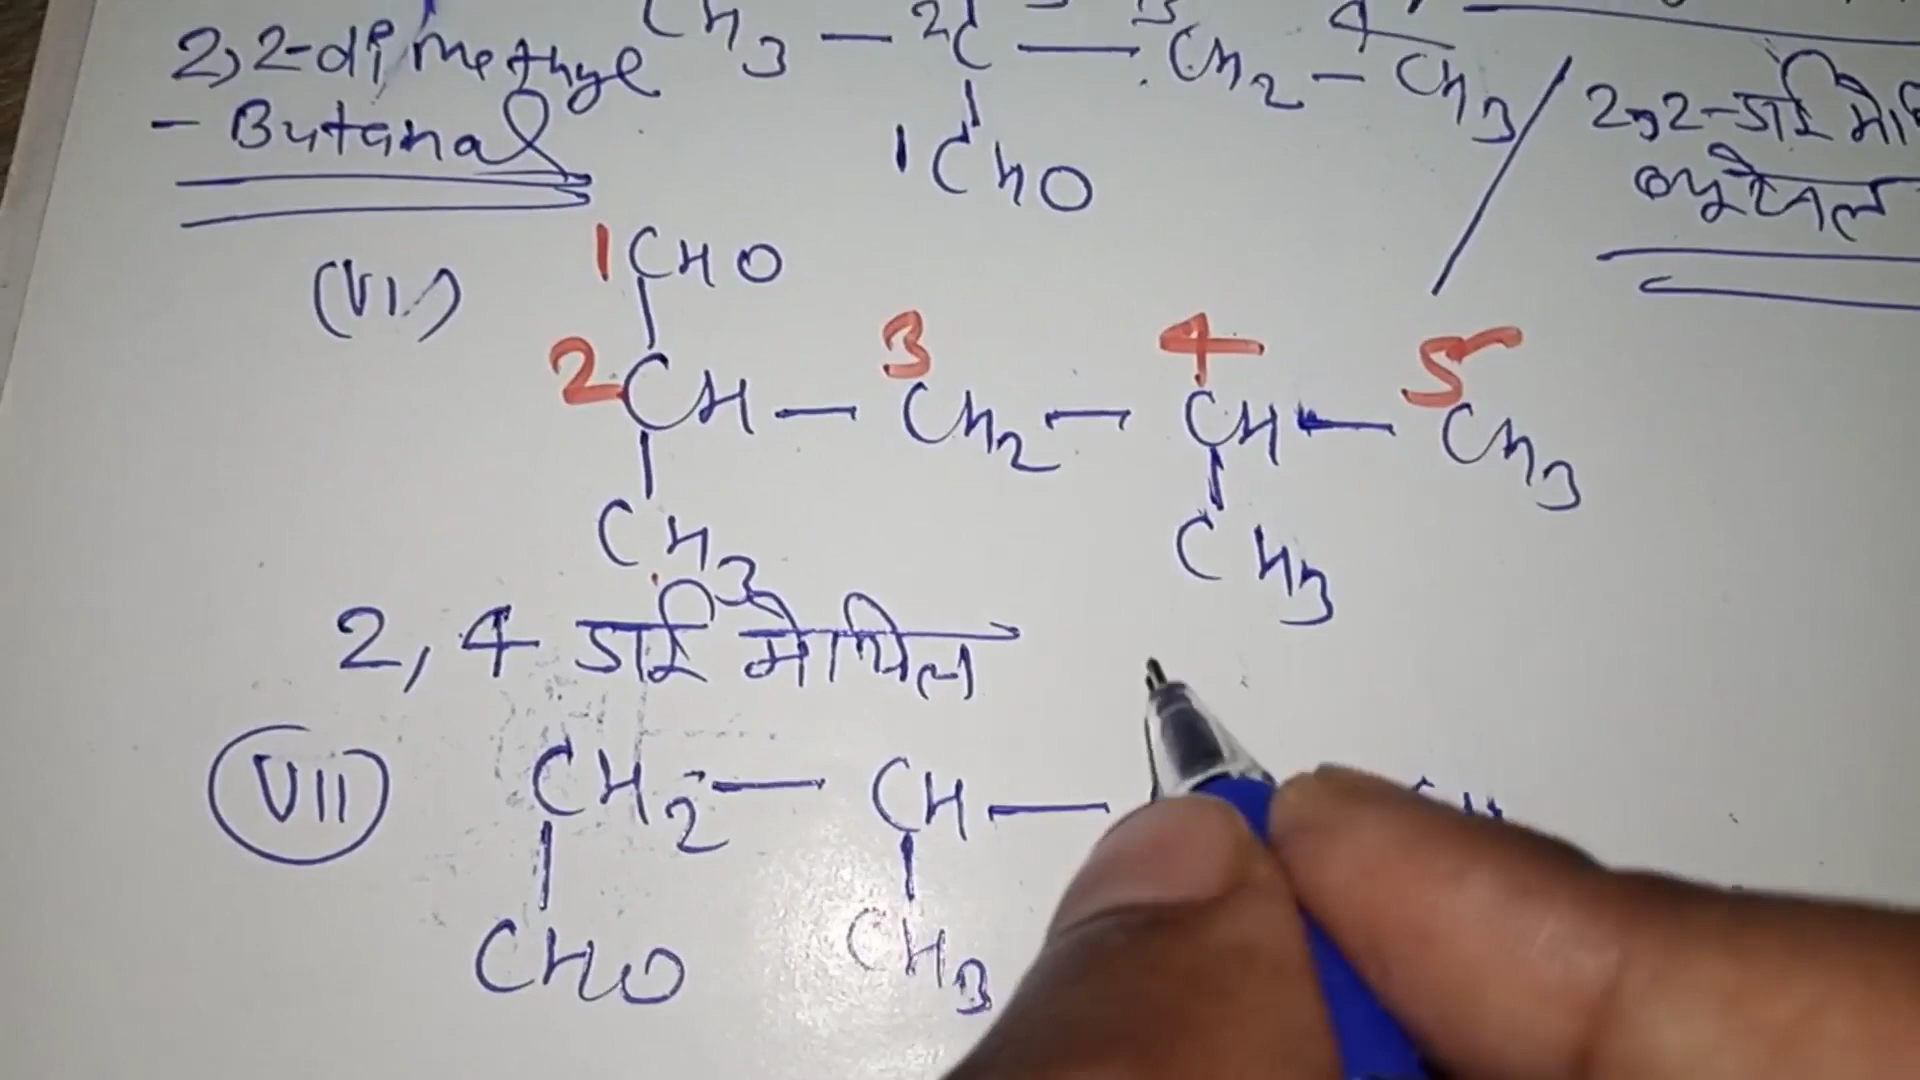 2,2-dimethyl CH3 — 2C — 3CH2 — 4CH3
- Butanal
1CHO
2,2-डाई
(VI)
1CHO
2CH — 3CH2 — 4CH — 5CH3
CH3 CH3
2, 4 डाई मेथिल
VII CH2 — CH —
CHO CH3